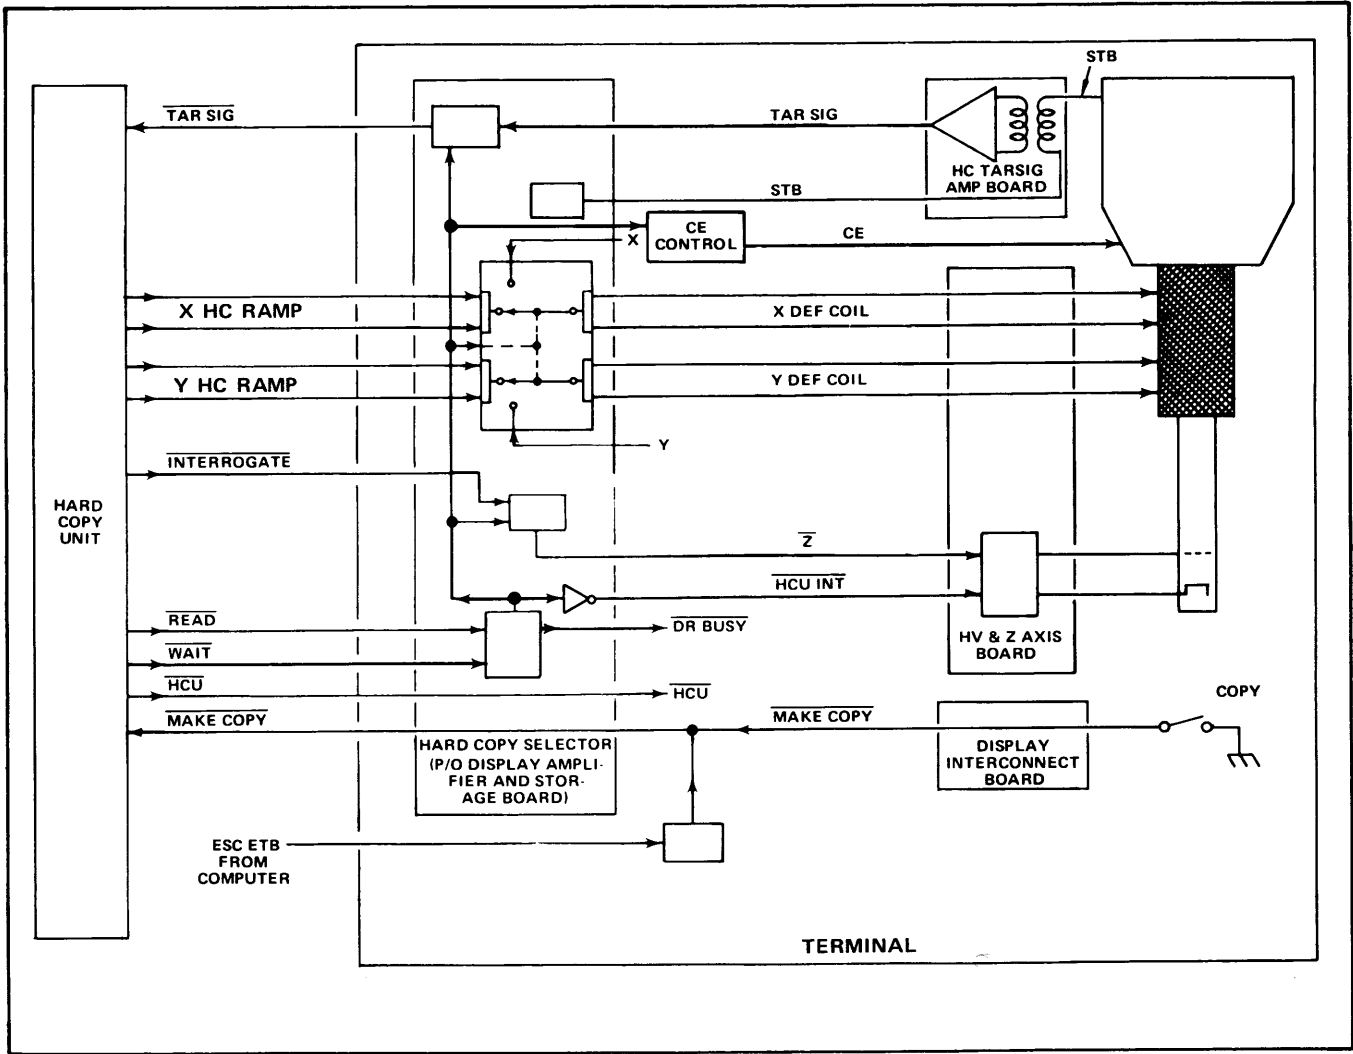 STB
TAR SIG
TAR SIG
HC TARSIG
AMP BOARD
STB
X
CE
CONTROL
CE
X HC RAMP
X DEF COIL
Y HC RAMP
Y DEF COIL
Y
INTERROGATE
HARD
COPY
UNIT
Z
HCU INT
READ
DR BUSY
WAIT
HV & Z AXIS
BOARD
HCU
HCU
MAKE COPY
MAKE COPY
COPY
HARD COPY SELECTOR
(P/O DISPLAY AMPLI-
FIER AND STOR-
AGE BOARD)
DISPLAY
INTERCONNECT
BOARD
ESC ETB
FROM
COMPUTER
TERMINAL